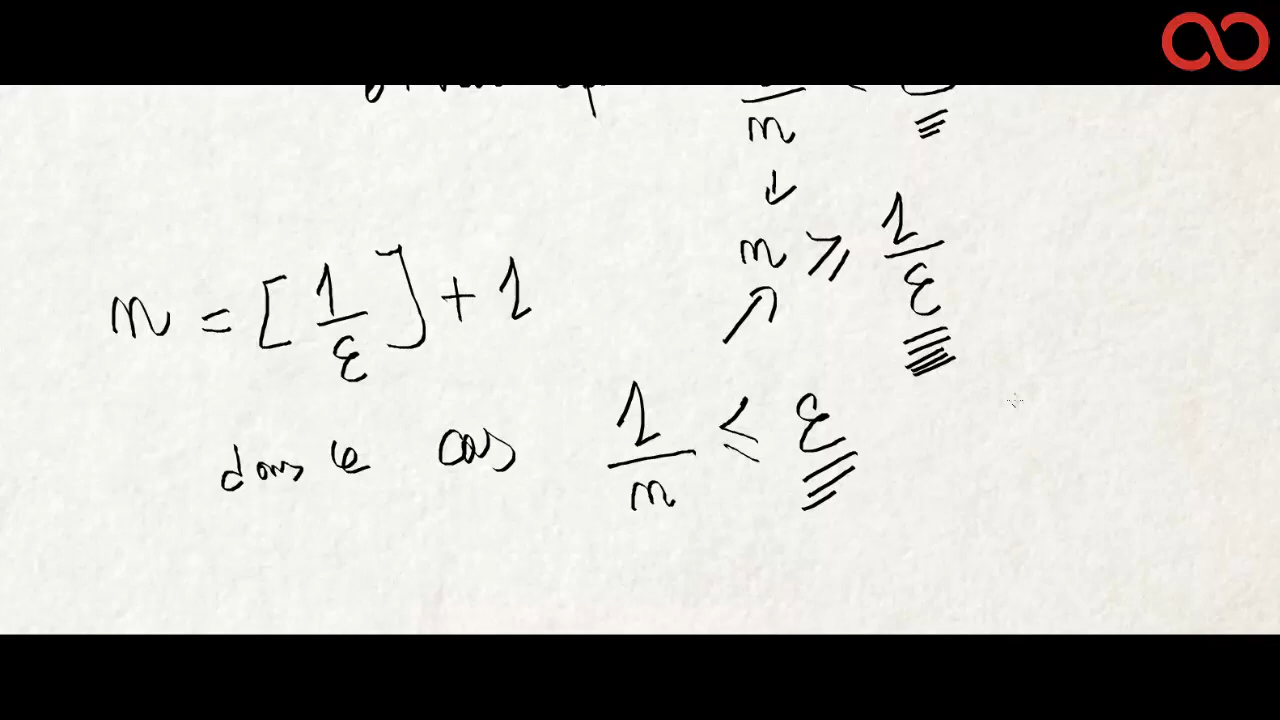 1/n < ε
n ≥ 1/ε
n = [1/ε] + 1
dans le cas 1/n ≤ ε